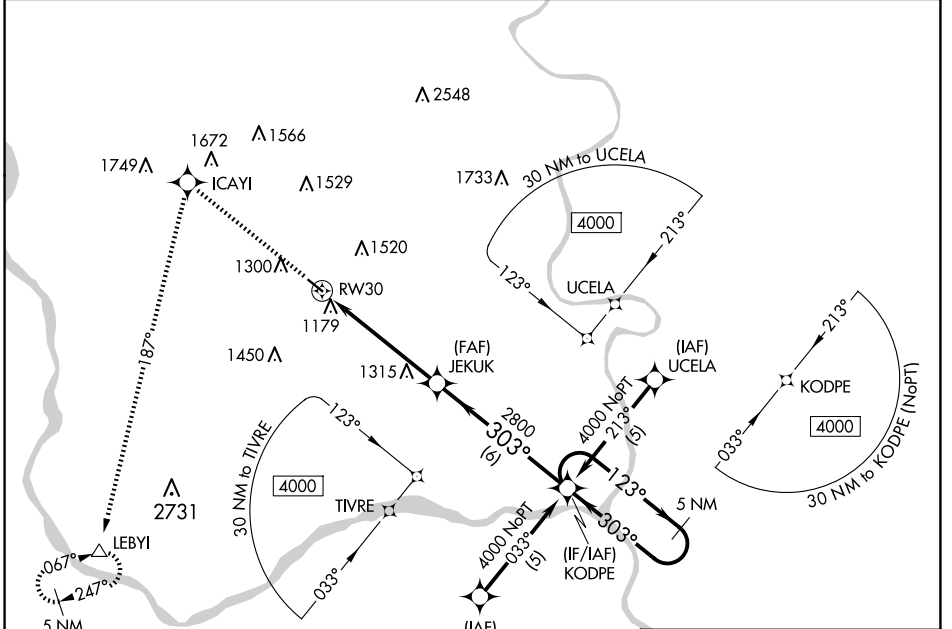 2548
1566
1672
1749
ICAYI
1529
1733
30 NM to UCELA
4000
213°
123°
UCELA
1520
1300
RW30
1179
1450
1315
(FAF)
JEKUK
(IAF)
UCELA
213°
KODPE
4000
033°
30 NM to KODPE (NoPT)
187°
2800
303°
(6)
4000 NoPT
213°
(5)
123°
30 NM to TIVRE
4000
TIVRE
033°
123°
5 NM
303°
4000 NoPT
033°
(5)
(IF/IAF)
KODPE
2731
LEBYI
067°
247°
5 NM
(IAF)